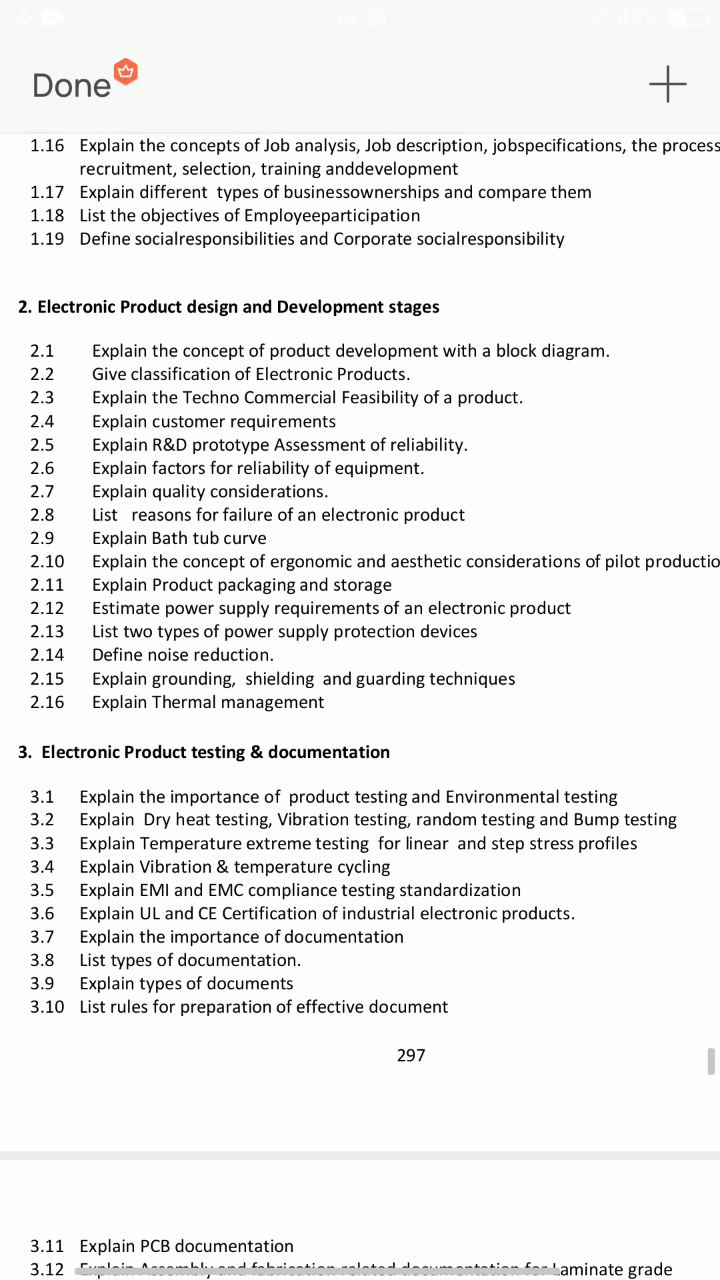 14:39
45%
Done
1.16 Explain the concepts of Job analysis, Job description, jobspecifications, the process
recruitment, selection, training anddevelopment
1.17 Explain different types of businessownerships and compare them
1.18 List the objectives of Employeeparticipation
1.19 Define socialresponsibilities and Corporate socialresponsibility
2. Electronic Product design and Development stages
2.1 Explain the concept of product development with a block diagram.
2.2 Give classification of Electronic Products.
2.3 Explain the Techno Commercial Feasibility of a product.
2.4 Explain customer requirements
2.5 Explain R&D prototype Assessment of reliability.
2.6 Explain factors for reliability of equipment.
2.7 Explain quality considerations.
2.8 List reasons for failure of an electronic product
2.9 Explain Bath tub curve
2.10 Explain the concept of ergonomic and aesthetic considerations of pilot productio
2.11 Explain Product packaging and storage
2.12 Estimate power supply requirements of an electronic product
2.13 List two types of power supply protection devices
2.14 Define noise reduction.
2.15 Explain grounding, shielding and guarding techniques
2.16 Explain Thermal management
3. Electronic Product testing & documentation
3.1 Explain the importance of product testing and Environmental testing
3.2 Explain Dry heat testing, Vibration testing, random testing and Bump testing
3.3 Explain Temperature extreme testing for linear and step stress profiles
3.4 Explain Vibration & temperature cycling
3.5 Explain EMI and EMC compliance testing standardization
3.6 Explain UL and CE Certification of industrial electronic products.
3.7 Explain the importance of documentation
3.8 List types of documentation.
3.9 Explain types of documents
3.10 List rules for preparation of effective document
297
3.11 Explain PCB documentation
3.12 Explain Assembly and fabrication related documentation for Laminate grade